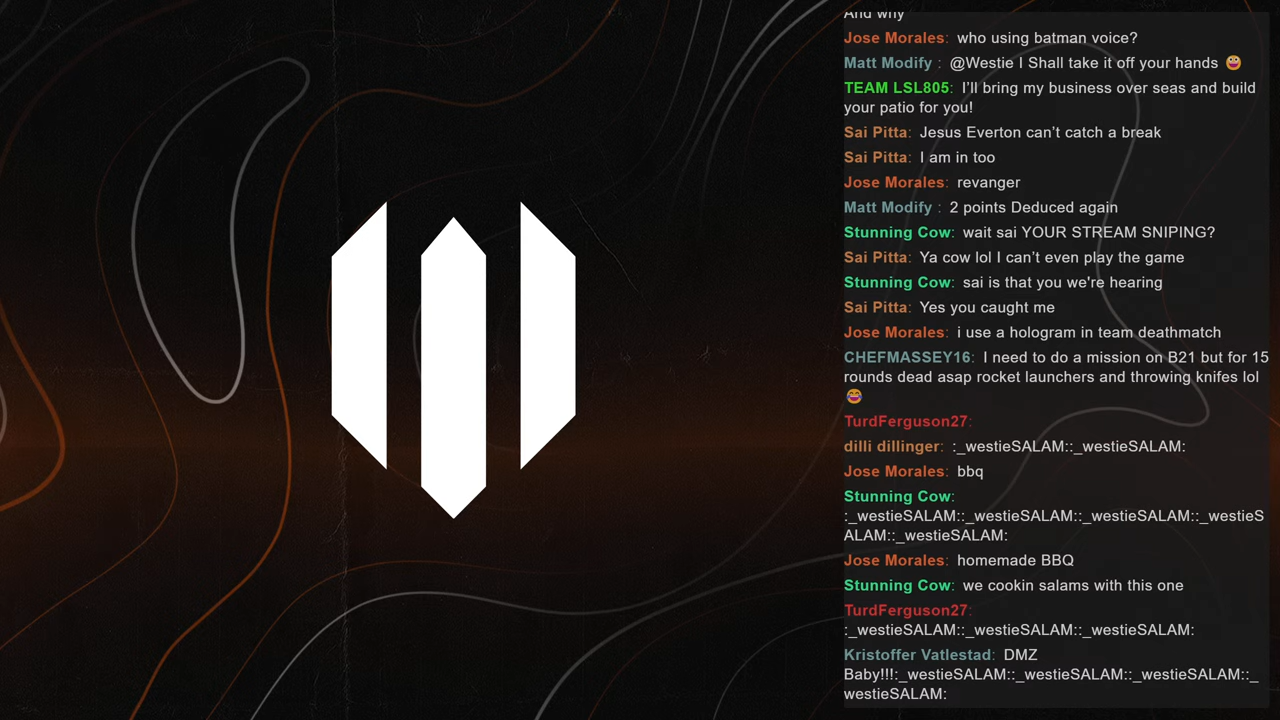 And why
Jose Morales: who using batman voice?
Matt Modify : @Westie I Shall take it off your hands
TEAM LSL805: I’ll bring my business over seas and build
your patio for you!
Sai Pitta: Jesus Everton can’t catch a break
Sai Pitta: I am in too
Jose Morales: revanger
Matt Modify : 2 points Deduced again
Stunning Cow: wait sai YOUR STREAM SNIPING?
Sai Pitta: Ya cow lol I can’t even play the game
Stunning Cow: sai is that you we're hearing
Sai Pitta: Yes you caught me
Jose Morales: i use a hologram in team deathmatch
CHEFMASSEY16: I need to do a mission on B21 but for 15
rounds dead asap rocket launchers and throwing knifes lol
TurdFerguson27:
dilli dillinger: :_westieSALAM::_westieSALAM:
Jose Morales: bbq
Stunning Cow:
:_westieSALAM::_westieSALAM::_westieSALAM::_westieS
ALAM::_westieSALAM:
Jose Morales: homemade BBQ
Stunning Cow: we cookin salams with this one
TurdFerguson27:
:_westieSALAM::_westieSALAM::_westieSALAM:
Kristoffer Vatlestad: DMZ
Baby!!!:_westieSALAM::_westieSALAM::_westieSALAM::_
westieSALAM: